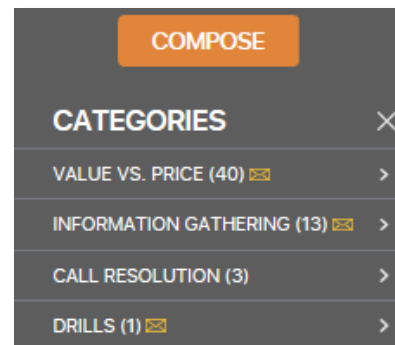 COMPOSE
CATEGORIES
VALUE VS. PRICE (40)
INFORMATION GATHERING (13)
CALL RESOLUTION (3)
DRILLS (1)